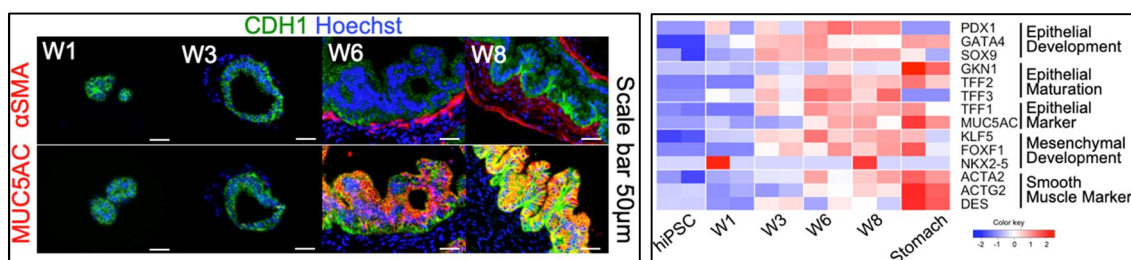 CDH1 Hoechst
W1
W3
W6
W8
αSMA
MUC5AC
Scale bar 50μm
PDX1
GATA4
SOX9
GKN1
TFF2
TFF3
TFF1
MUC5AC
KLF5
FOXF1
NKX2-5
ACTA2
ACTG2
DES
Epithelial
Development
Epithelial
Maturation
Epithelial
Marker
Mesenchymal
Development
Smooth
Muscle Marker
hiPSC
W1
W3
W6
W8
Stomach
Color key
-2 -1 0 1 2